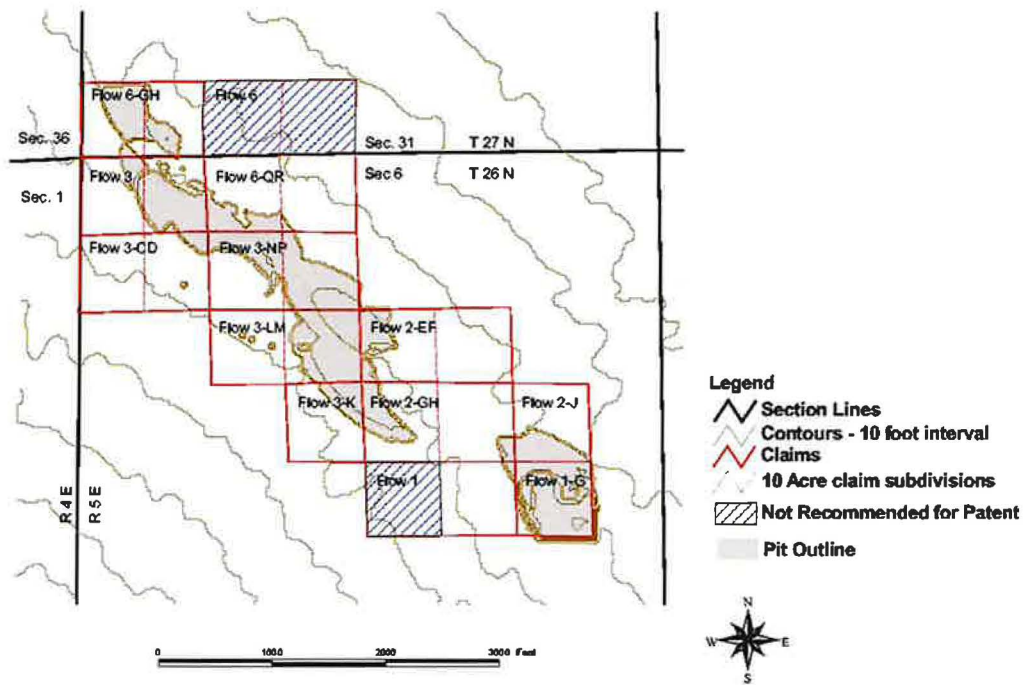 Flow 6-GH
Flow 6
Sec. 36
Sec. 31
T 27 N
Sec. 1
Flow 3
Flow 6-QR
Sec 6
T 26 N
Flow 3-CD
Flow 3-NP
Flow 3-LM
Flow 2-EF
Flow 3-K
Flow 2-GH
Flow 2-J
Flow 1
Flow 1-G
R 4 E
R 5 E
Legend
Section Lines
Contours - 10 foot interval
Claims
10 Acre claim subdivisions
Not Recommended for Patent
Pit Outline
N
W
E
S
0
1000
2000
3000 Feet